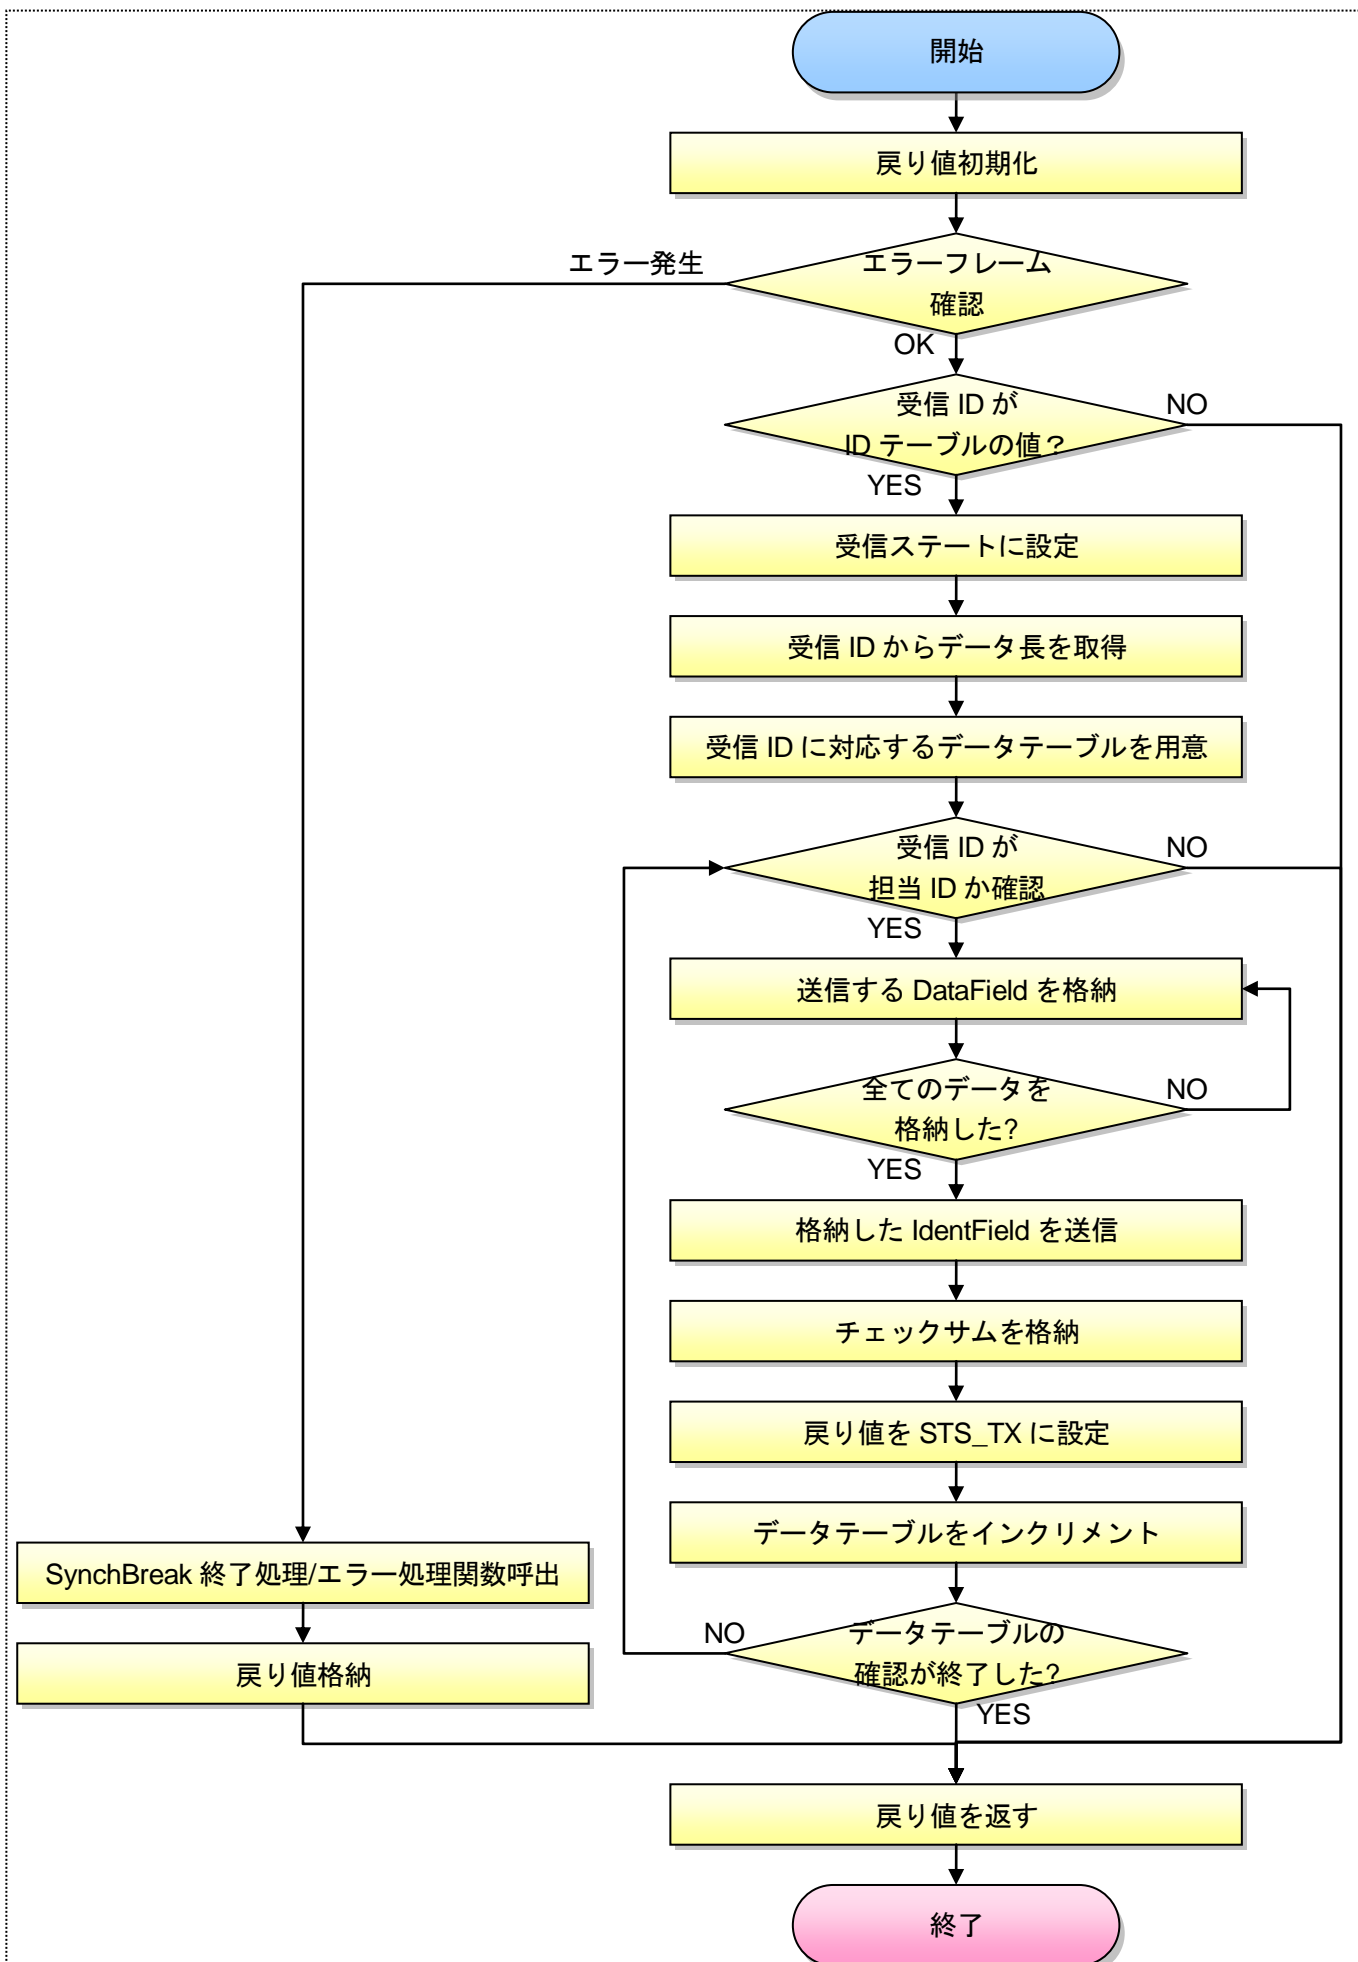 開始
戻り値初期化
エラー発生
エラーフレーム
確認
OK
受信 ID が
ID テーブルの値？
NO
YES
受信ステートに設定
受信 ID からデータ長を取得
受信 ID に対応するデータテーブルを用意
受信 ID が
担当 ID か確認
NO
YES
送信する DataField を格納
全てのデータを
格納した?
NO
YES
格納した IdentField を送信
チェックサムを格納
戻り値を STS_TX に設定
データテーブルをインクリメント
SynchBreak 終了処理/エラー処理関数呼出
戻り値格納
NO
データテーブルの
確認が終了した?
YES
戻り値を返す
終了